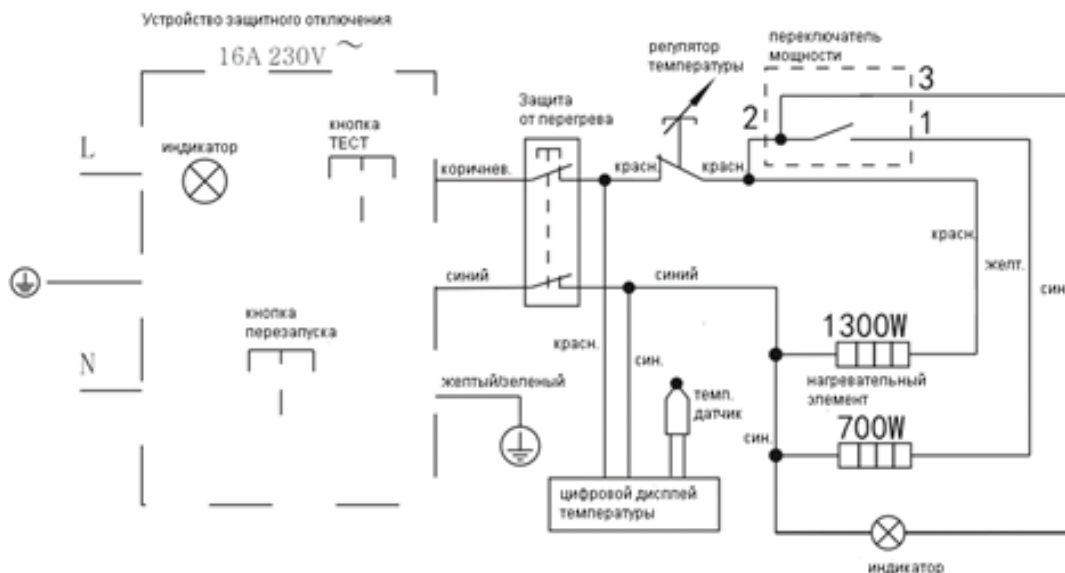 Устройство защитного отключения
16A 230V ~
L
индикатор
кнопка
ТЕСТ
коричнев.
Защита
от перегрева
регулятор
температуры
переключатель
мощности
3
2
1
красн.
красн.
красн.
желт.
син
синий
синий
N
кнопка
перезапуска
желтый/зеленый
красн.
син.
темп.
датчик
1300W
нагревательный
элемент
700W
син.
цифровой дисплей
температуры
индикатор